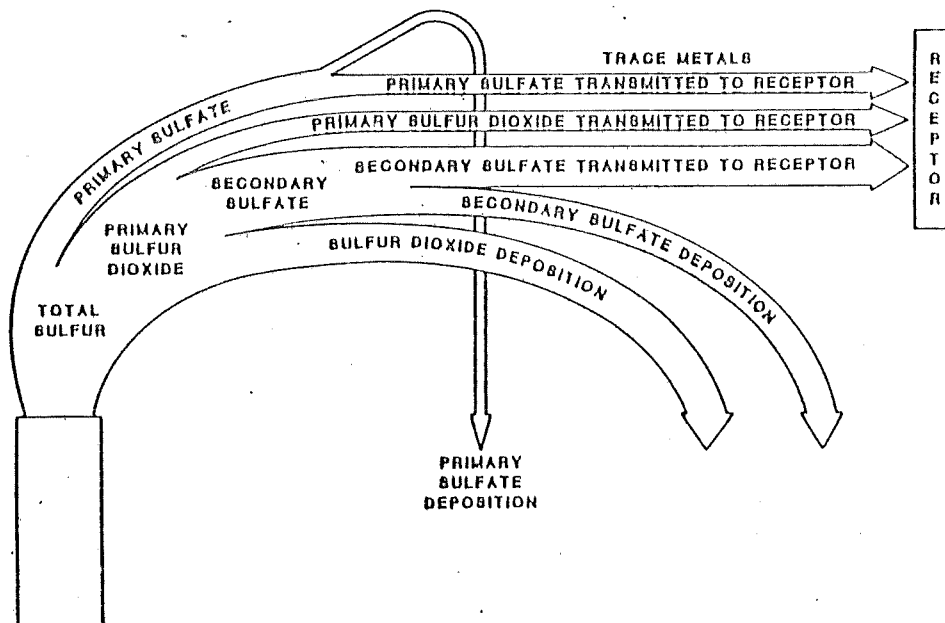 TRACE METALS
PRIMARY SULFATE TRANSMITTED TO RECEPTOR
PRIMARY SULFUR DIOXIDE TRANSMITTED TO RECEPTOR
SECONDARY SULFATE TRANSMITTED TO RECEPTOR
RECEPTOR
PRIMARY SULFATE
SECONDARY
SULFATE
SECONDARY SULFATE DEPOSITION
PRIMARY
SULFUR
DIOXIDE
SULFUR DIOXIDE DEPOSITION
TOTAL
SULFUR
PRIMARY
SULFATE
DEPOSITION